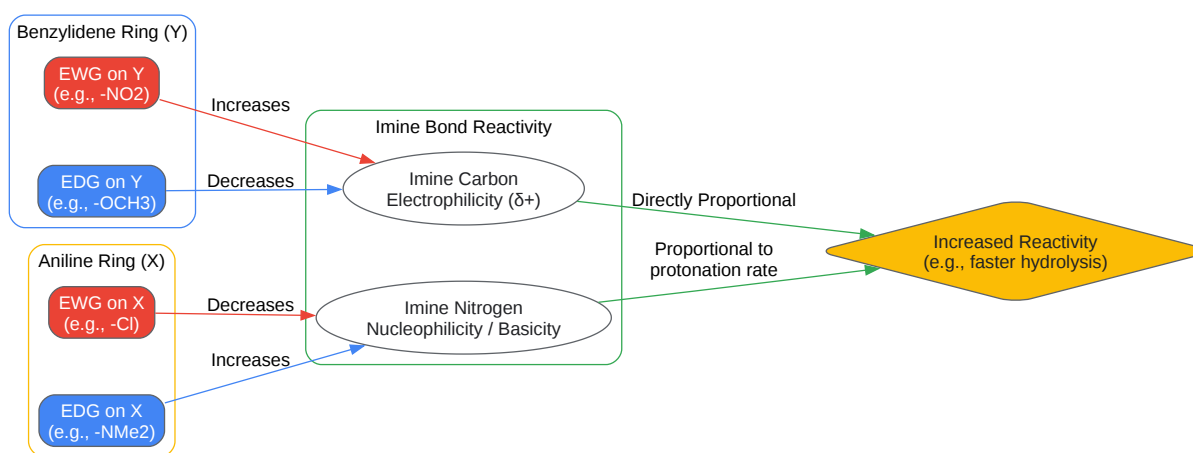 Benzylidene Ring (Y)
EWG on Y
(e.g., -NO2)
EDG on Y
(e.g., -OCH3)
Aniline Ring (X)
EWG on X
(e.g., -Cl)
EDG on X
(e.g., -NMe2)
Increases
Decreases
Decreases
Increases
Imine Bond Reactivity
Imine Carbon
Electrophilicity (δ+)
Imine Nitrogen
Nucleophilicity / Basicity
Directly Proportional
Proportional to
protonation rate
Increased Reactivity
(e.g., faster hydrolysis)